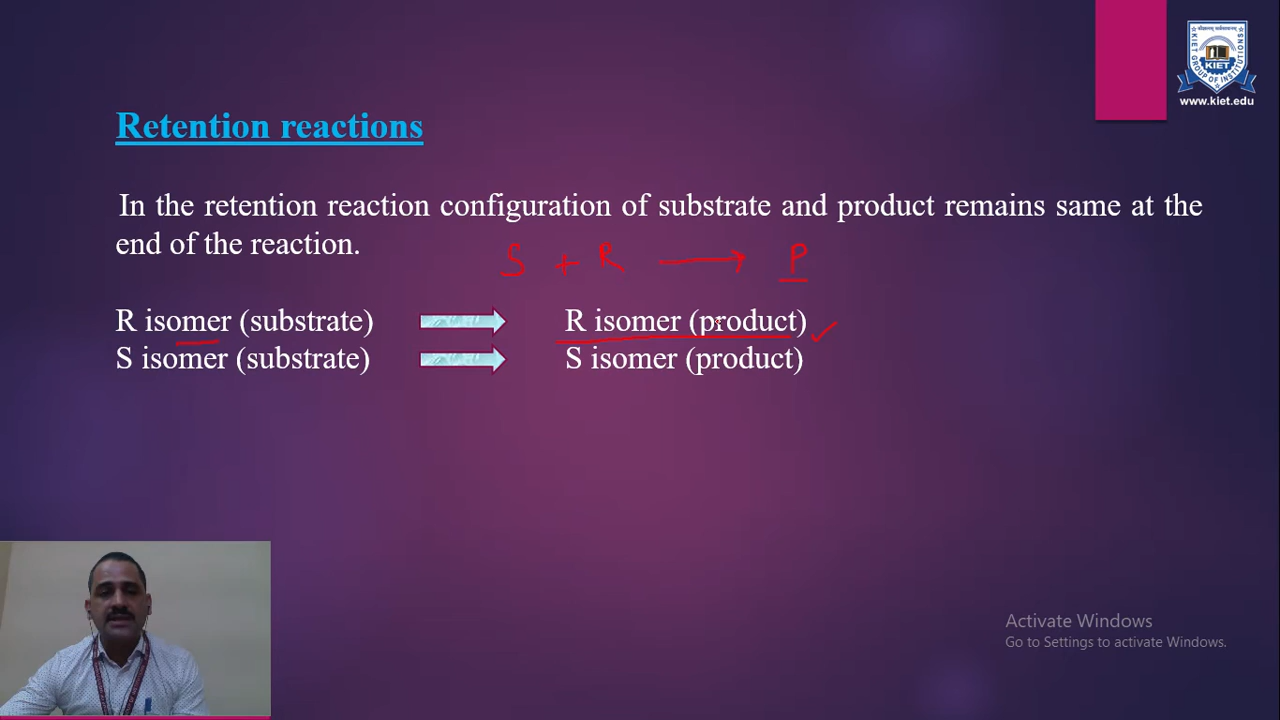 KIET GROUP OF INSTITUTIONS
KIET
www.kiet.edu
Retention reactions
In the retention reaction configuration of substrate and product remains same at the
end of the reaction.
S + R → P
R isomer (substrate) R isomer (product) ✓
S isomer (substrate) S isomer (product)
Activate Windows
Go to Settings to activate Windows.